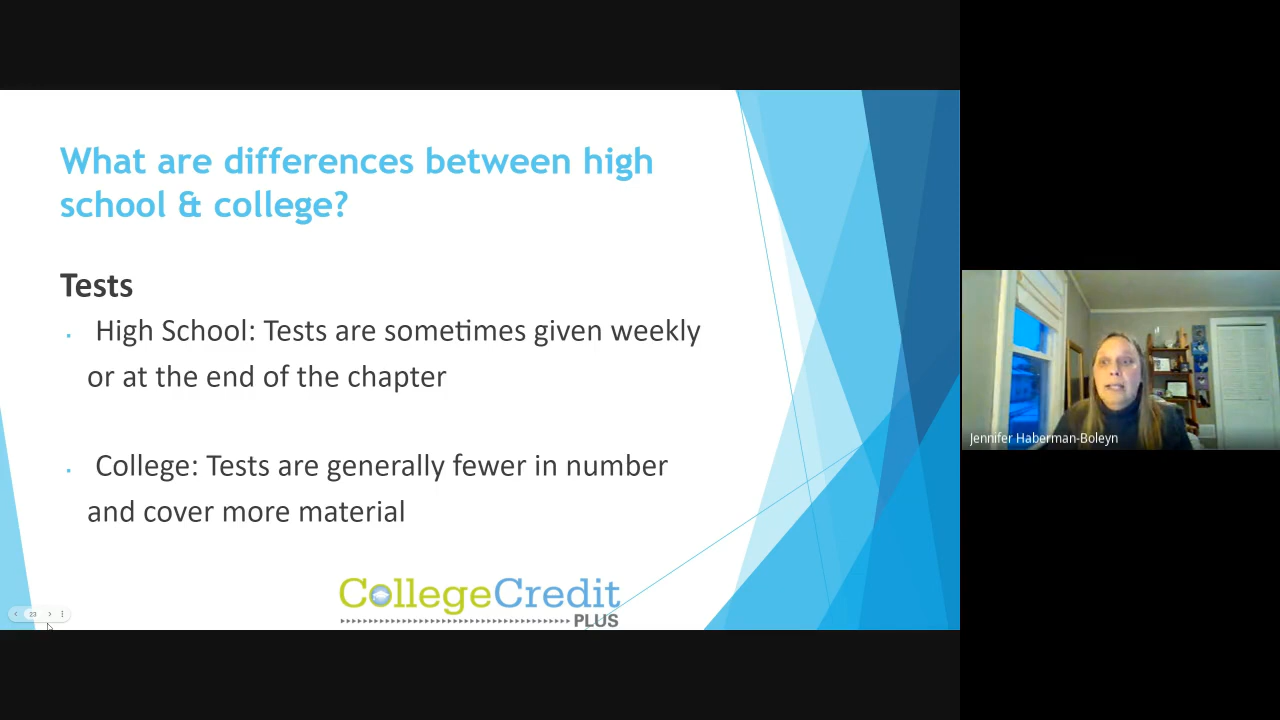 What are differences between high
school & college?
Tests
High School: Tests are sometimes given weekly
or at the end of the chapter
College: Tests are generally fewer in number
and cover more material
CollegeCredit
PLUS
23
Jennifer Haberman-Boleyn